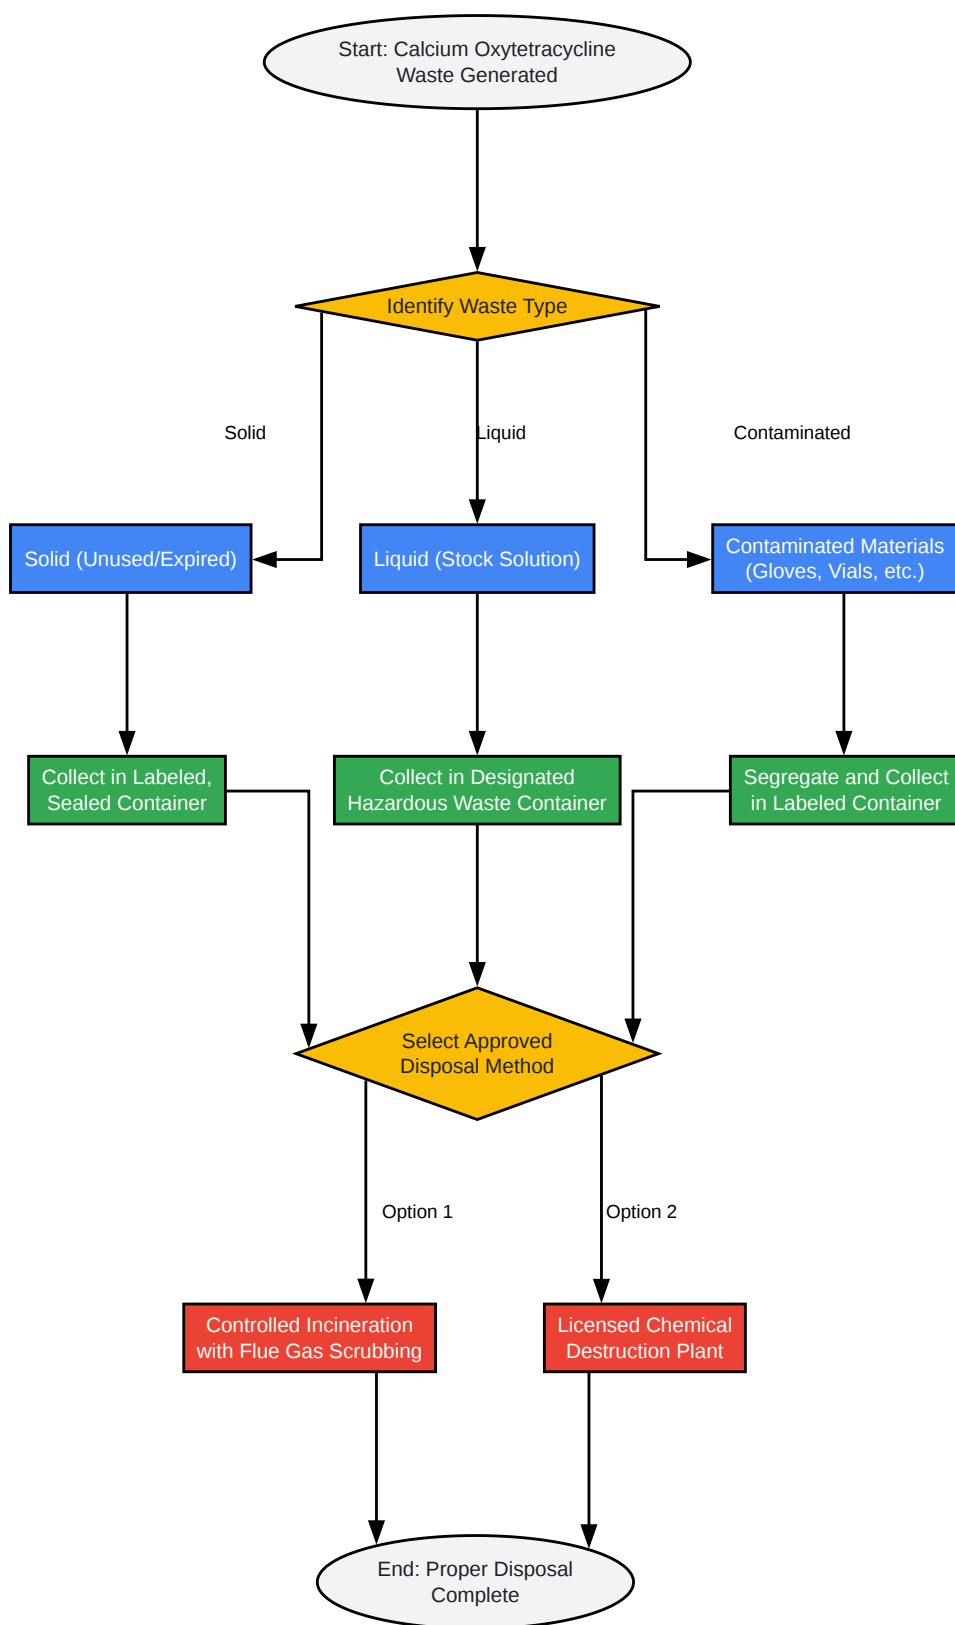 Start: Calcium Oxytetracycline
Waste Generated
Identify Waste Type
Solid
Liquid
Contaminated
Solid (Unused/Expired)
Liquid (Stock Solution)
Contaminated Materials
(Gloves, Vials, etc.)
Collect in Labeled,
Sealed Container
Collect in Designated
Hazardous Waste Container
Segregate and Collect
in Labeled Container
Select Approved
Disposal Method
Option 1
Option 2
Controlled Incineration
with Flue Gas Scrubbing
Licensed Chemical
Destruction Plant
End: Proper Disposal
Complete